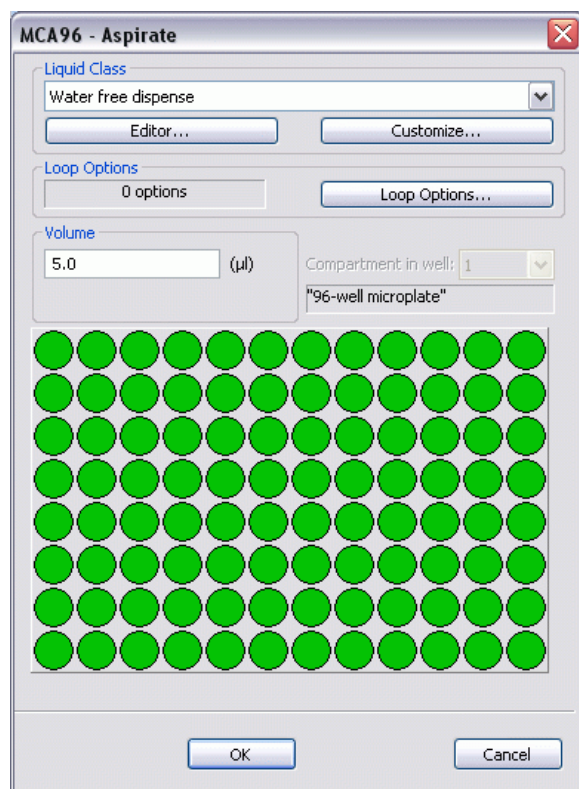 MCA96 - Aspirate
Liquid Class
Water free dispense
Editor...
Customize...
Loop Options
0 options
Loop Options...
Volume
5.0
(µl)
Compartment in well: 1
"96-well microplate"
OK
Cancel